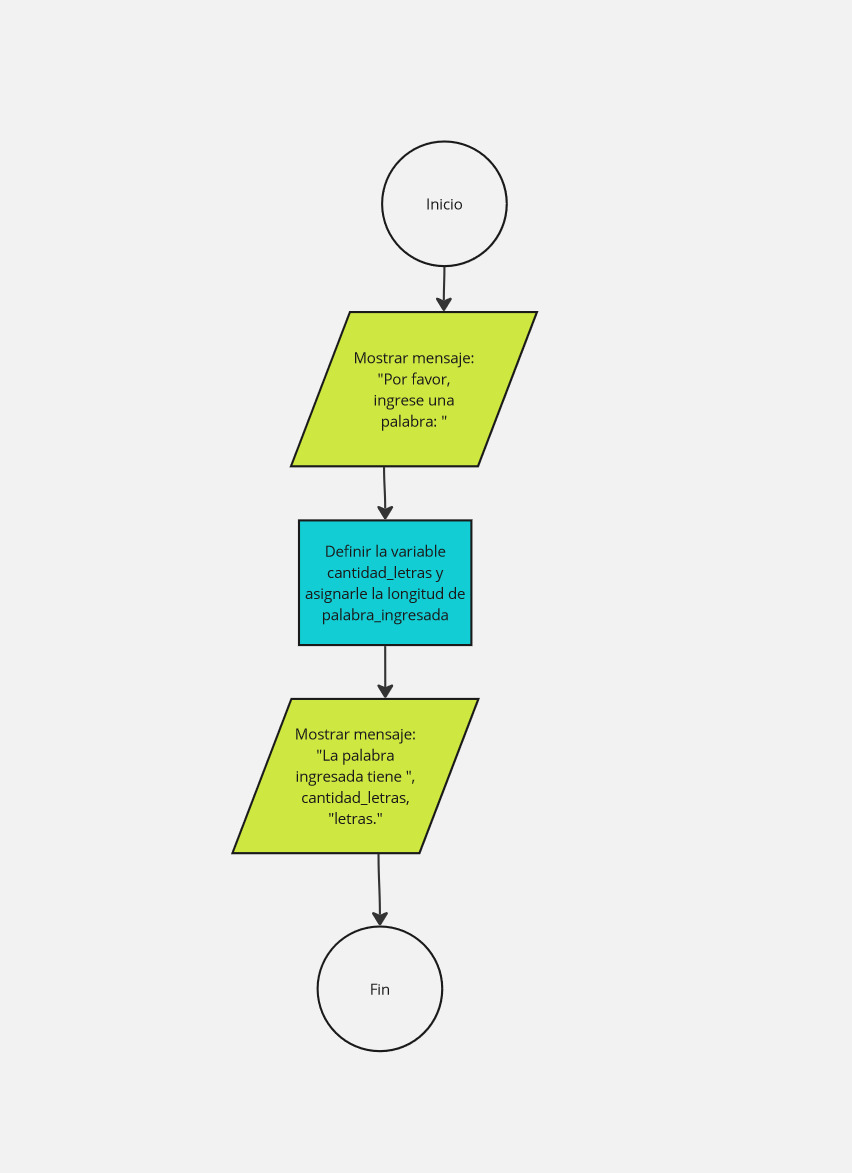 Inicio
Mostrar mensaje:
"Por favor,
ingrese una
palabra: "
Definir la variable
cantidad_letras y
asignarle la longitud de
palabra_ingresada
Mostrar mensaje:
"La palabra
ingresada tiene ",
cantidad_letras,
"letras."
Fin